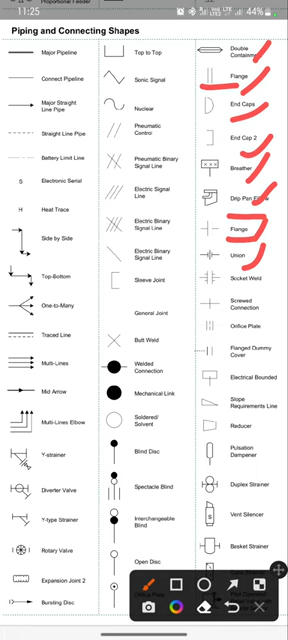 11:25
44%
Proportional Feeder
Piping and Connecting Shapes
Major Pipeline
Connect Pipeline
Major Straight
Line Pipe
Straight Line Pipe
Battery Limit Line
S Electronic Serial
H Heat Trace
Side by Side
Top-Bottom
One-to-Many
Traced Line
Multi-Lines
Mid Arrow
Multi-Lines Elbow
Y-strainer
Diverter Valve
Y-type Strainer
Rotary Valve
Expansion Joint 2
Bursting Disc
Top to Top
Sonic Signal
Nuclear
Pneumatic
Control
Pneumatic Binary
Signal Line
Electric Signal
Line
Electric Binary
Signal Line
Electric Binary
Signal Line
Sleeve Joint
General Joint
Butt Weld
Welded
Connection
Mechanical Link
Soldered/
Solvent
Blind Disc
Spectacle Blind
Interchangeable
Blind
Open Disc
Double
Flange
End Caps
End Cap 2
Breather
Drip Pan
Flange
Union
Socket Weld
Screwed
Connection
Orifice Plate
Flanged Dummy
Cover
Electrical Bounded
Slope
Requirements Line
Reducer
Pulsation
Dampener
Duplex Strainer
S Vent Silencer
Basket Strainer